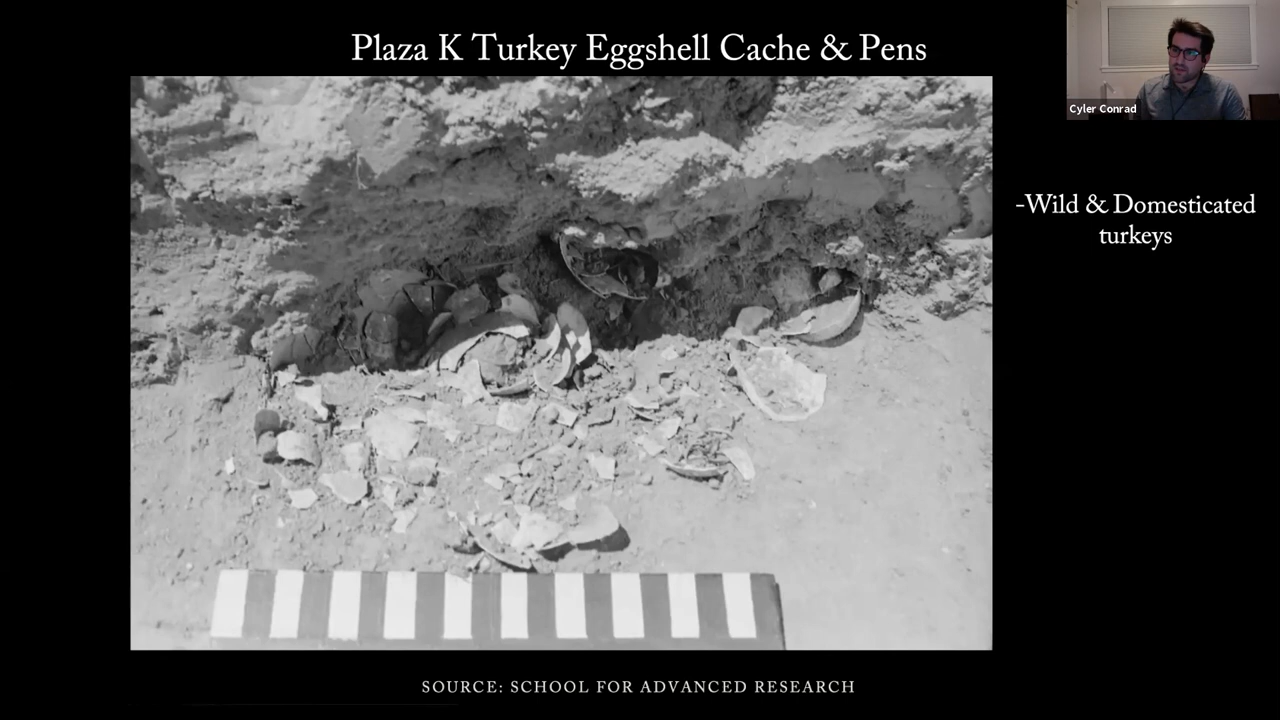 Plaza K Turkey Eggshell Cache & Pens
Cyler Conrad
-Wild & Domesticated
turkeys
SOURCE: SCHOOL FOR ADVANCED RESEARCH